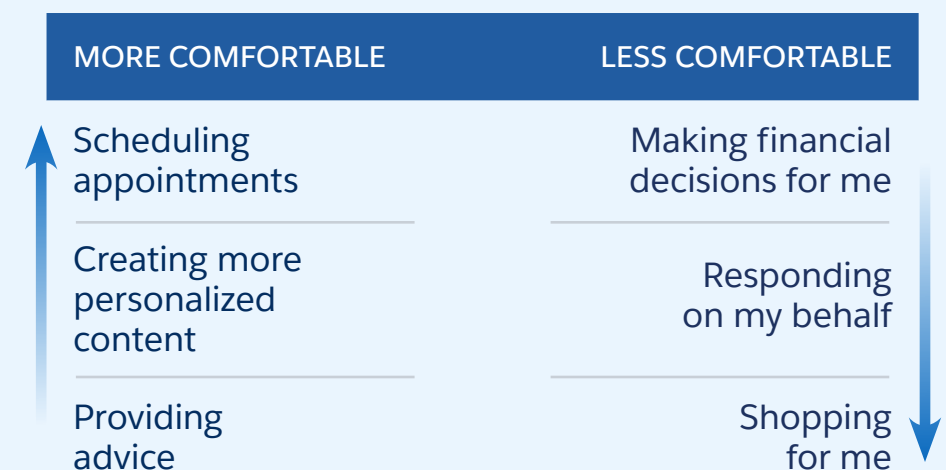 MORE COMFORTABLE
LESS COMFORTABLE
Scheduling
appointments
Making financial
decisions for me
Creating more
personalized
content
Responding
on my behalf
Providing
advice
Shopping
for me